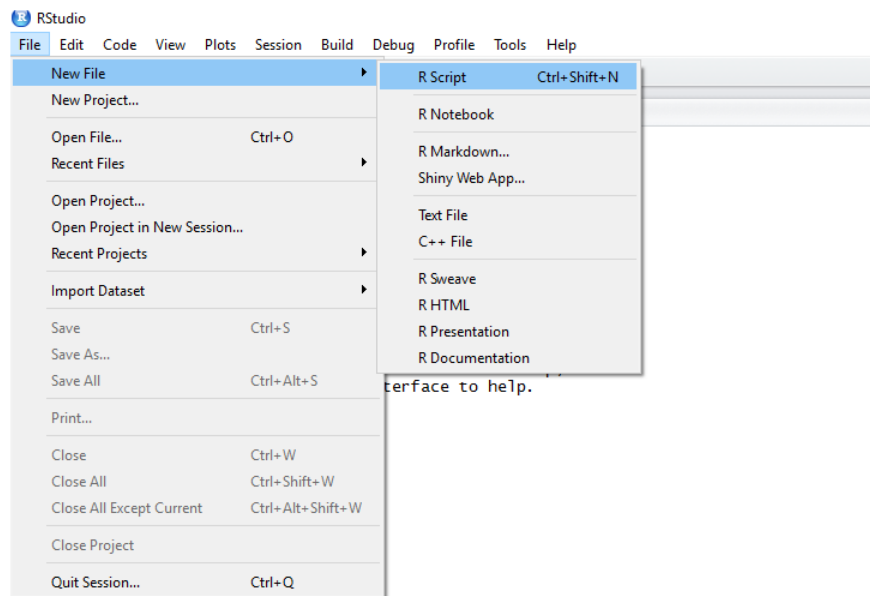 RStudio
File Edit Code View Plots Session Build Debug Profile Tools Help
New File
New Project...
Open File... Ctrl+O
Recent Files
Open Project...
Open Project in New Session...
Recent Projects
Import Dataset
Save Ctrl+S
Save As...
Save All Ctrl+Alt+S
Print...
Close Ctrl+W
Close All Ctrl+Shift+W
Close All Except Current Ctrl+Alt+Shift+W
Close Project
Quit Session... Ctrl+Q
R Script Ctrl+Shift+N
R Notebook
R Markdown...
Shiny Web App...
Text File
C++ File
R Sweave
R HTML
R Presentation
R Documentation
terface to help.